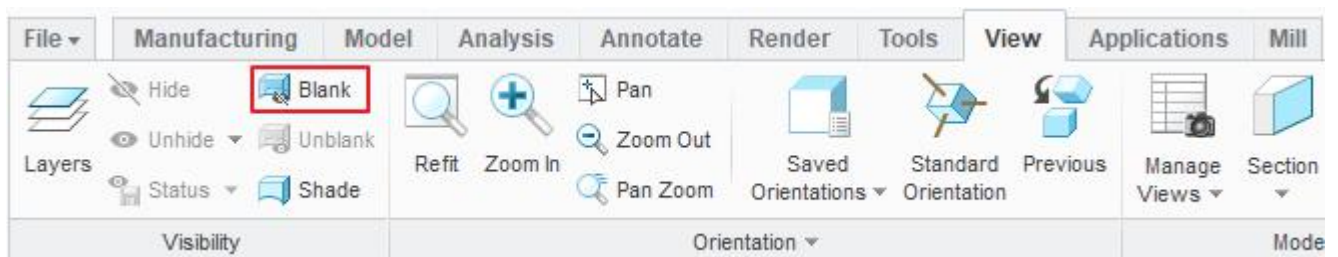 File Manufacturing Model Analysis Annotate Render Tools View Applications Mill
Hide Blank Pan
Unhide Unblank Zoom Out
Layers Refit Zoom In Saved Standard Previous Manage Section
Status Shade Pan Zoom Orientations Orientation Views
Visibility Orientation Mode